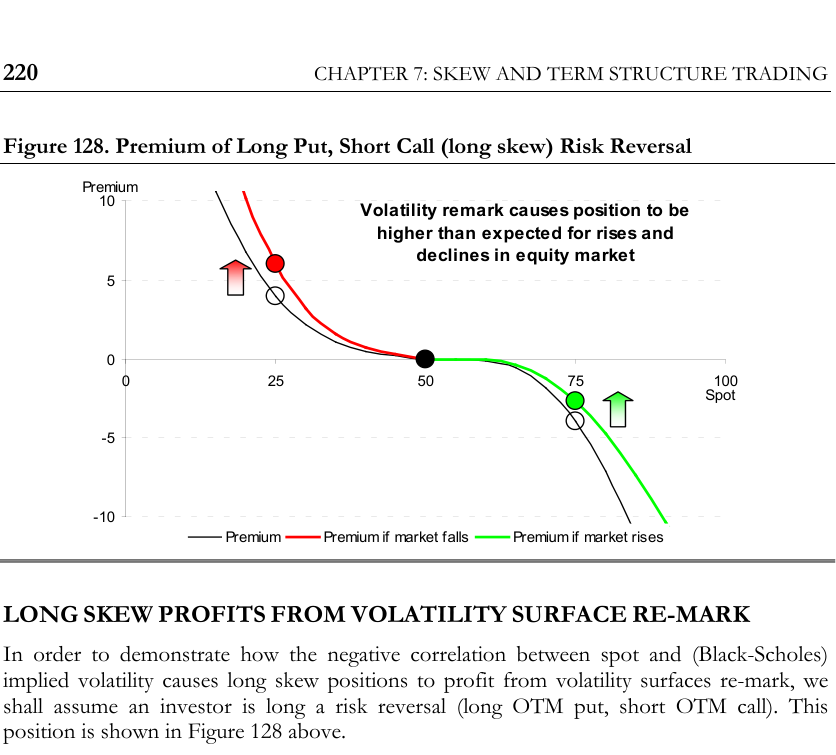 220
CHAPTER 7: SKEW AND TERM STRUCTURE TRADING
Figure 128. Premium of Long Put, Short Call (long skew) Risk Reversal
Premium
10
5
0
-5
-10
Volatility remark causes position to be
higher than expected for rises and
declines in equity market
0
25
50
75
100
Spot
Premium
Premium if market falls
Premium if market rises
LONG SKEW PROFITS FROM VOLATILITY SURFACE RE-MARK
In order to demonstrate how the negative correlation between spot and (Black-Scholes)
implied volatility causes long skew positions to profit from volatility surfaces re-mark, we
shall assume an investor is long a risk reversal (long OTM put, short OTM call). This
position is shown in Figure 128 above.